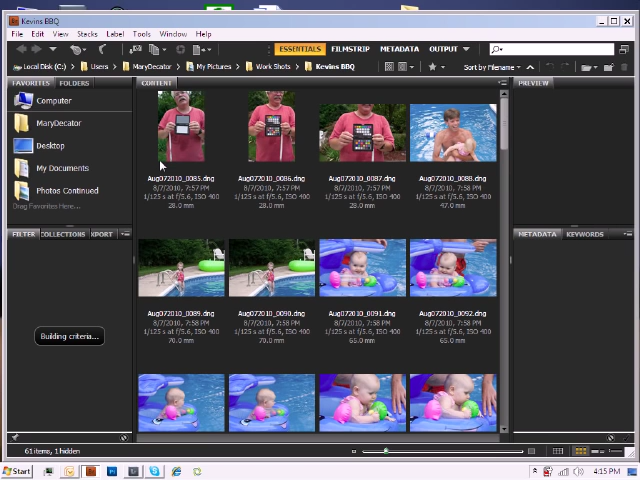 Kevins BBQ
File Edit View Stacks Label Tools Window Help
ESSENTIALS FILMSTRIP METADATA OUTPUT
Local Disk (C:) Users MaryDecator My Pictures Work Shots Kevins BBQ Sort by Filename
FAVORITES FOLDERS CONTENT PREVIEW
Computer
MaryDecator
Desktop
My Documents
Photos Continued
Drag Favorites Here...
Aug072010_0085.dng Aug072010_0086.dng Aug072010_0087.dng Aug072010_0088.dng
8/7/2010, 7:57 PM 8/7/2010, 7:57 PM 8/7/2010, 7:57 PM 8/7/2010, 7:58 PM
1/125 s at f/5.6, ISO 400 1/125 s at f/5.6, ISO 400 1/125 s at f/5.6, ISO 400 1/125 s at f/5.6, ISO 400
28.0 mm 28.0 mm 28.0 mm 47.0 mm
FILTER COLLECTIONS XPORT METADATA KEYWORDS
Aug072010_0089.dng Aug072010_0090.dng Aug072010_0091.dng Aug072010_0092.dng
8/7/2010, 7:58 PM 8/7/2010, 7:58 PM 8/7/2010, 7:58 PM 8/7/2010, 7:58 PM
1/125 s at f/5.6, ISO 400 1/125 s at f/5.6, ISO 400 1/125 s at f/5.6, ISO 400 1/125 s at f/5.6, ISO 400
70.0 mm 70.0 mm 65.0 mm 65.0 mm
Building criteria...
61 items, 1 hidden
Start 4:15 PM